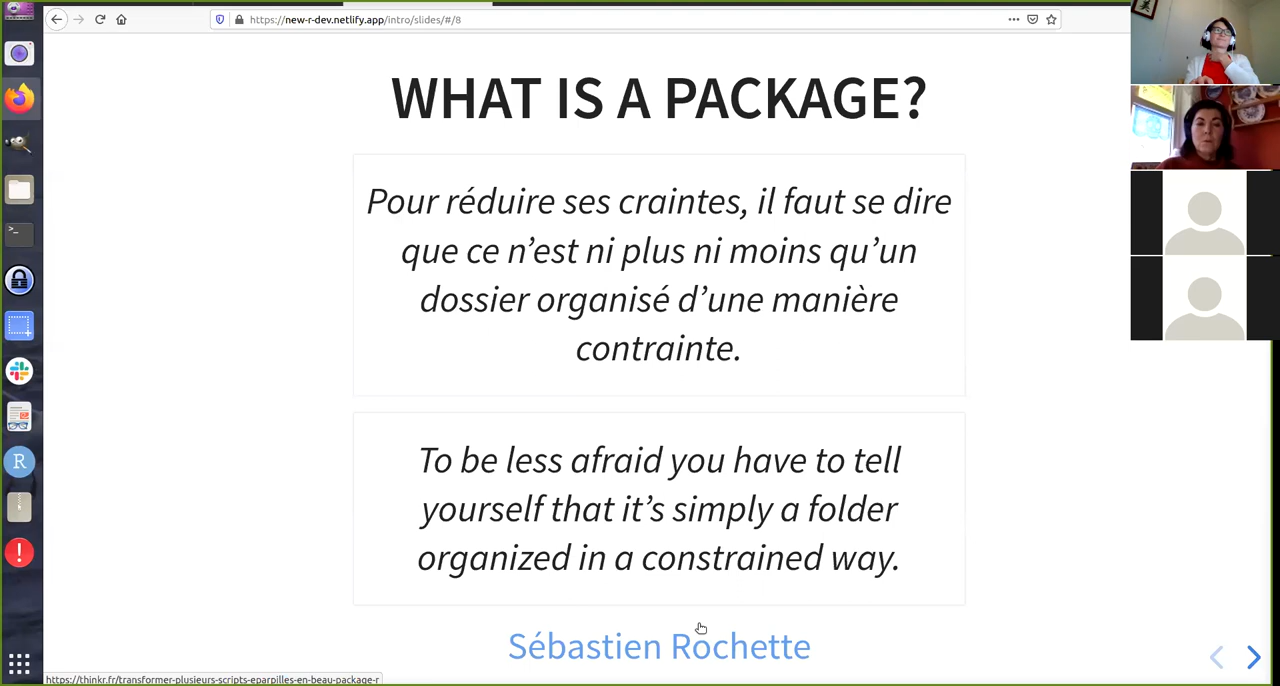 https://new-r-dev.netlify.app/intro/slides/#/8
WHAT IS A PACKAGE?
Pour réduire ses craintes, il faut se dire
que ce n’est ni plus ni moins qu’un
dossier organisé d’une manière
contrainte.
To be less afraid you have to tell
yourself that it’s simply a folder
organized in a constrained way.
Sébastien Rochette
https://thinkr.fr/transformer-plusieurs-scripts-eparpilles-en-beau-package-r
>_
R
!